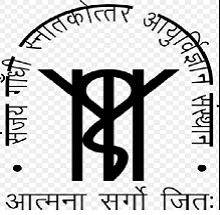 संजय गाँधी स्नातकोत्तर आयुर्विज्ञान संस्थान
आत्मना सर्गो जितः